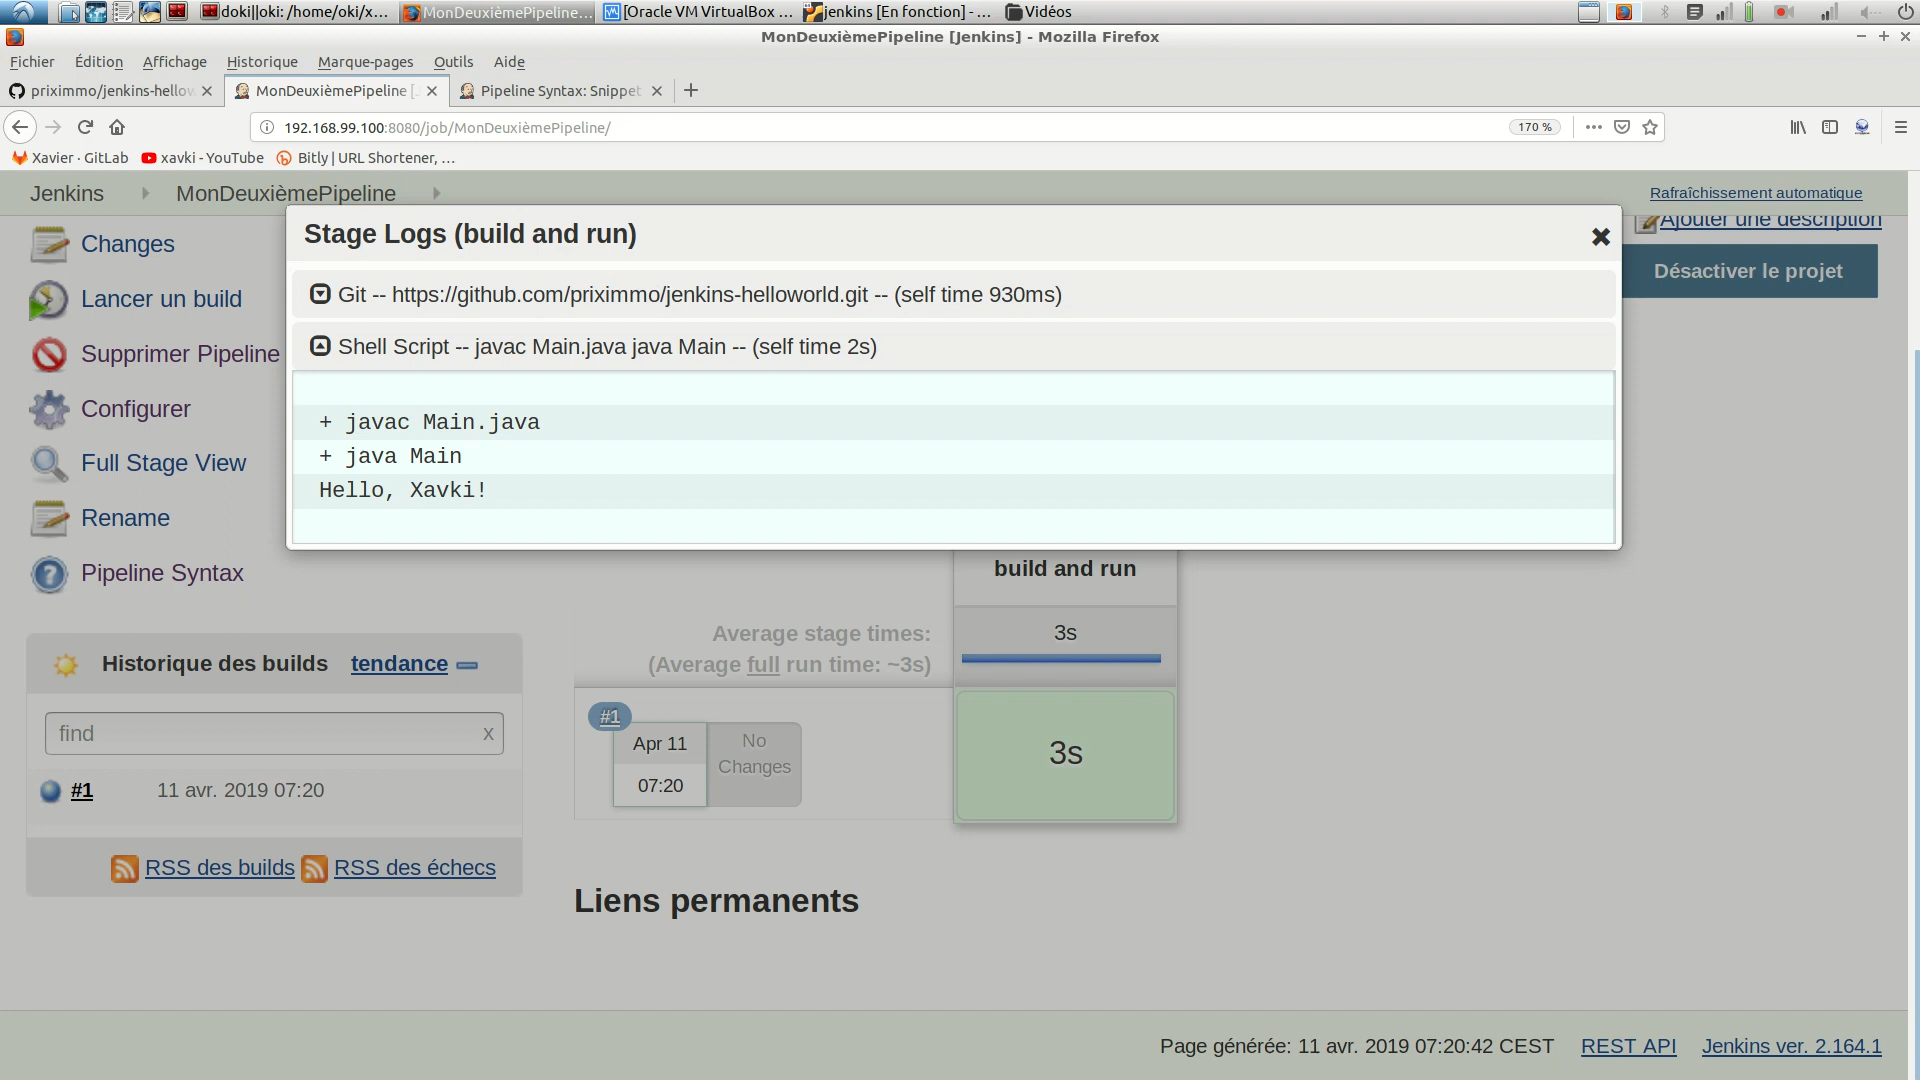 doki||oki: /home/oki/x...
MonDeuxièmePipeline...
[Oracle VM VirtualBox ...
jenkins [En fonction] - ...
Vidéos
MonDeuxièmePipeline [Jenkins] - Mozilla Firefox
Fichier Édition Affichage Historique Marque-pages Outils Aide
priximmo/jenkins-hellow
MonDeuxièmePipeline [
Pipeline Syntax: Snippet
192.168.99.100:8080/job/MonDeuxièmePipeline/
170 %
Xavier · GitLab
xavki - YouTube
Bitly | URL Shortener, ...
Jenkins
MonDeuxièmePipeline
Rafraîchissement automatique
Ajouter une description
Désactiver le projet
Changes
Lancer un build
Supprimer Pipeline
Configurer
Full Stage View
Rename
Pipeline Syntax
Stage Logs (build and run)
Git -- https://github.com/priximmo/jenkins-helloworld.git -- (self time 930ms)
Shell Script -- javac Main.java java Main -- (self time 2s)
+ javac Main.java
+ java Main
Hello, Xavki!
build and run
Average stage times:
(Average full run time: ~3s)
3s
#1
Apr 11
07:20
No
Changes
3s
Historique des builds tendance
find
x
#1 11 avr. 2019 07:20
RSS des builds
RSS des échecs
Liens permanents
Page générée: 11 avr. 2019 07:20:42 CEST
REST API
Jenkins ver. 2.164.1